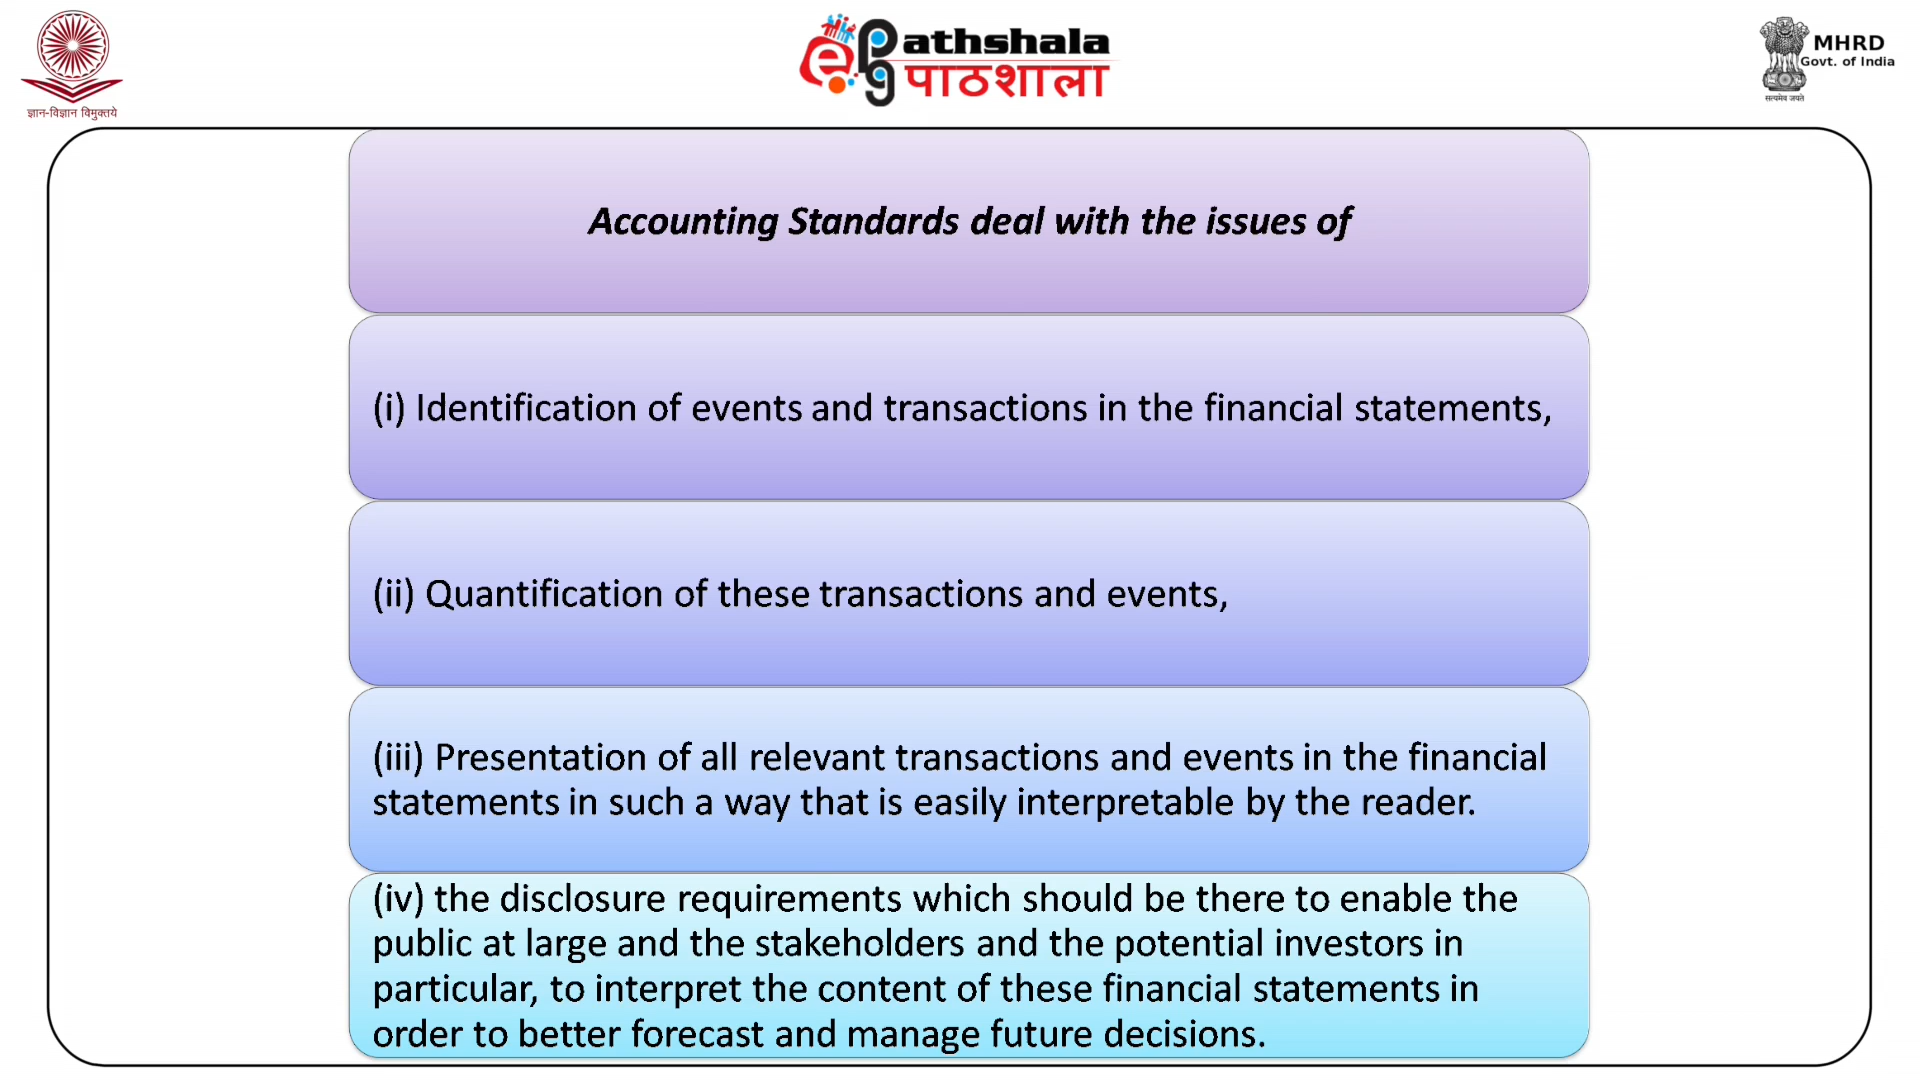 ज्ञान-विज्ञान विमुक्तये
ePG athshala
पाठशाला
MHRD
Govt. of India
सत्यमेव जयते
Accounting Standards deal with the issues of
(i) Identification of events and transactions in the financial statements,
(ii) Quantification of these transactions and events,
(iii) Presentation of all relevant transactions and events in the financial
statements in such a way that is easily interpretable by the reader.
(iv) the disclosure requirements which should be there to enable the
public at large and the stakeholders and the potential investors in
particular, to interpret the content of these financial statements in
order to better forecast and manage future decisions.